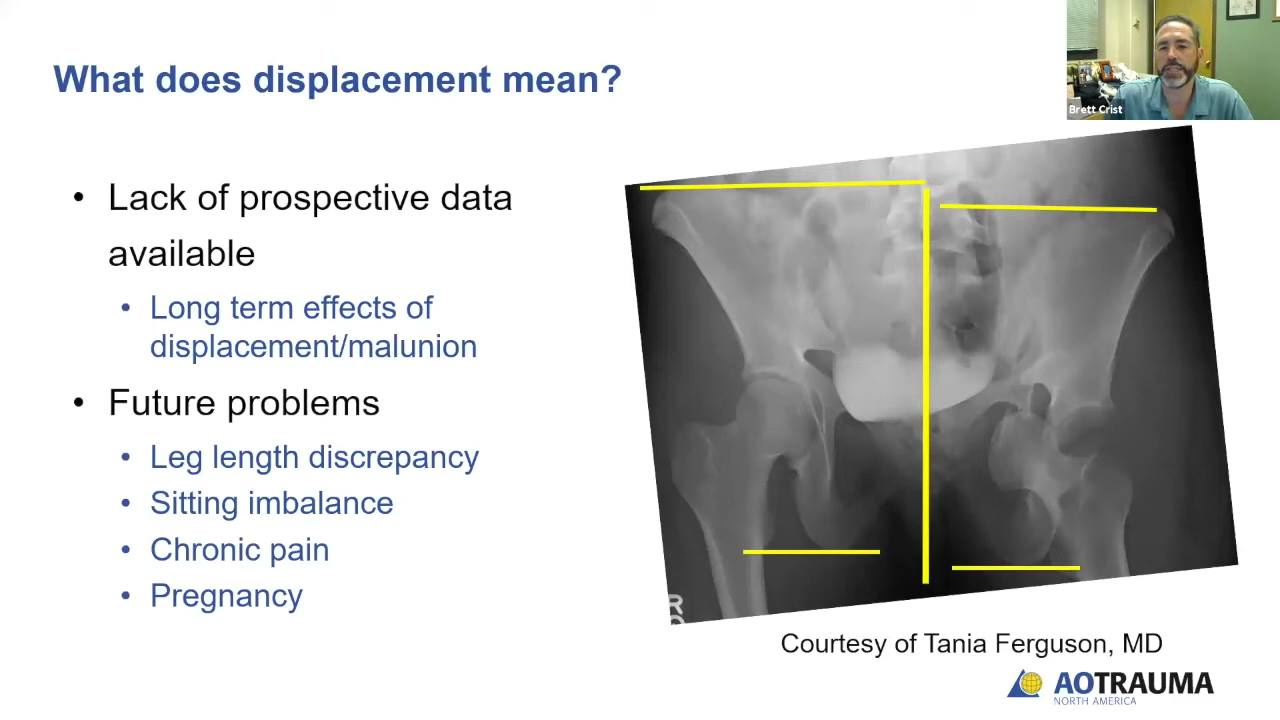 What does displacement mean?
Brett Crist
• Lack of prospective data
available
• Long term effects of
displacement/malunion
• Future problems
• Leg length discrepancy
• Sitting imbalance
• Chronic pain
• Pregnancy
R
Courtesy of Tania Ferguson, MD
AOTRAUMA
NORTH AMERICA